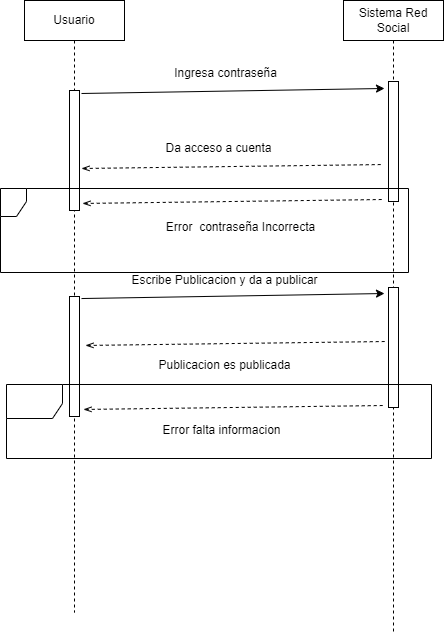 Usuario
Sistema Red
Social
Ingresa contraseña
Da acceso a cuenta
Error  contraseña Incorrecta
Escribe Publicacion y da a publicar
Publicacion es publicada
Error falta informacion